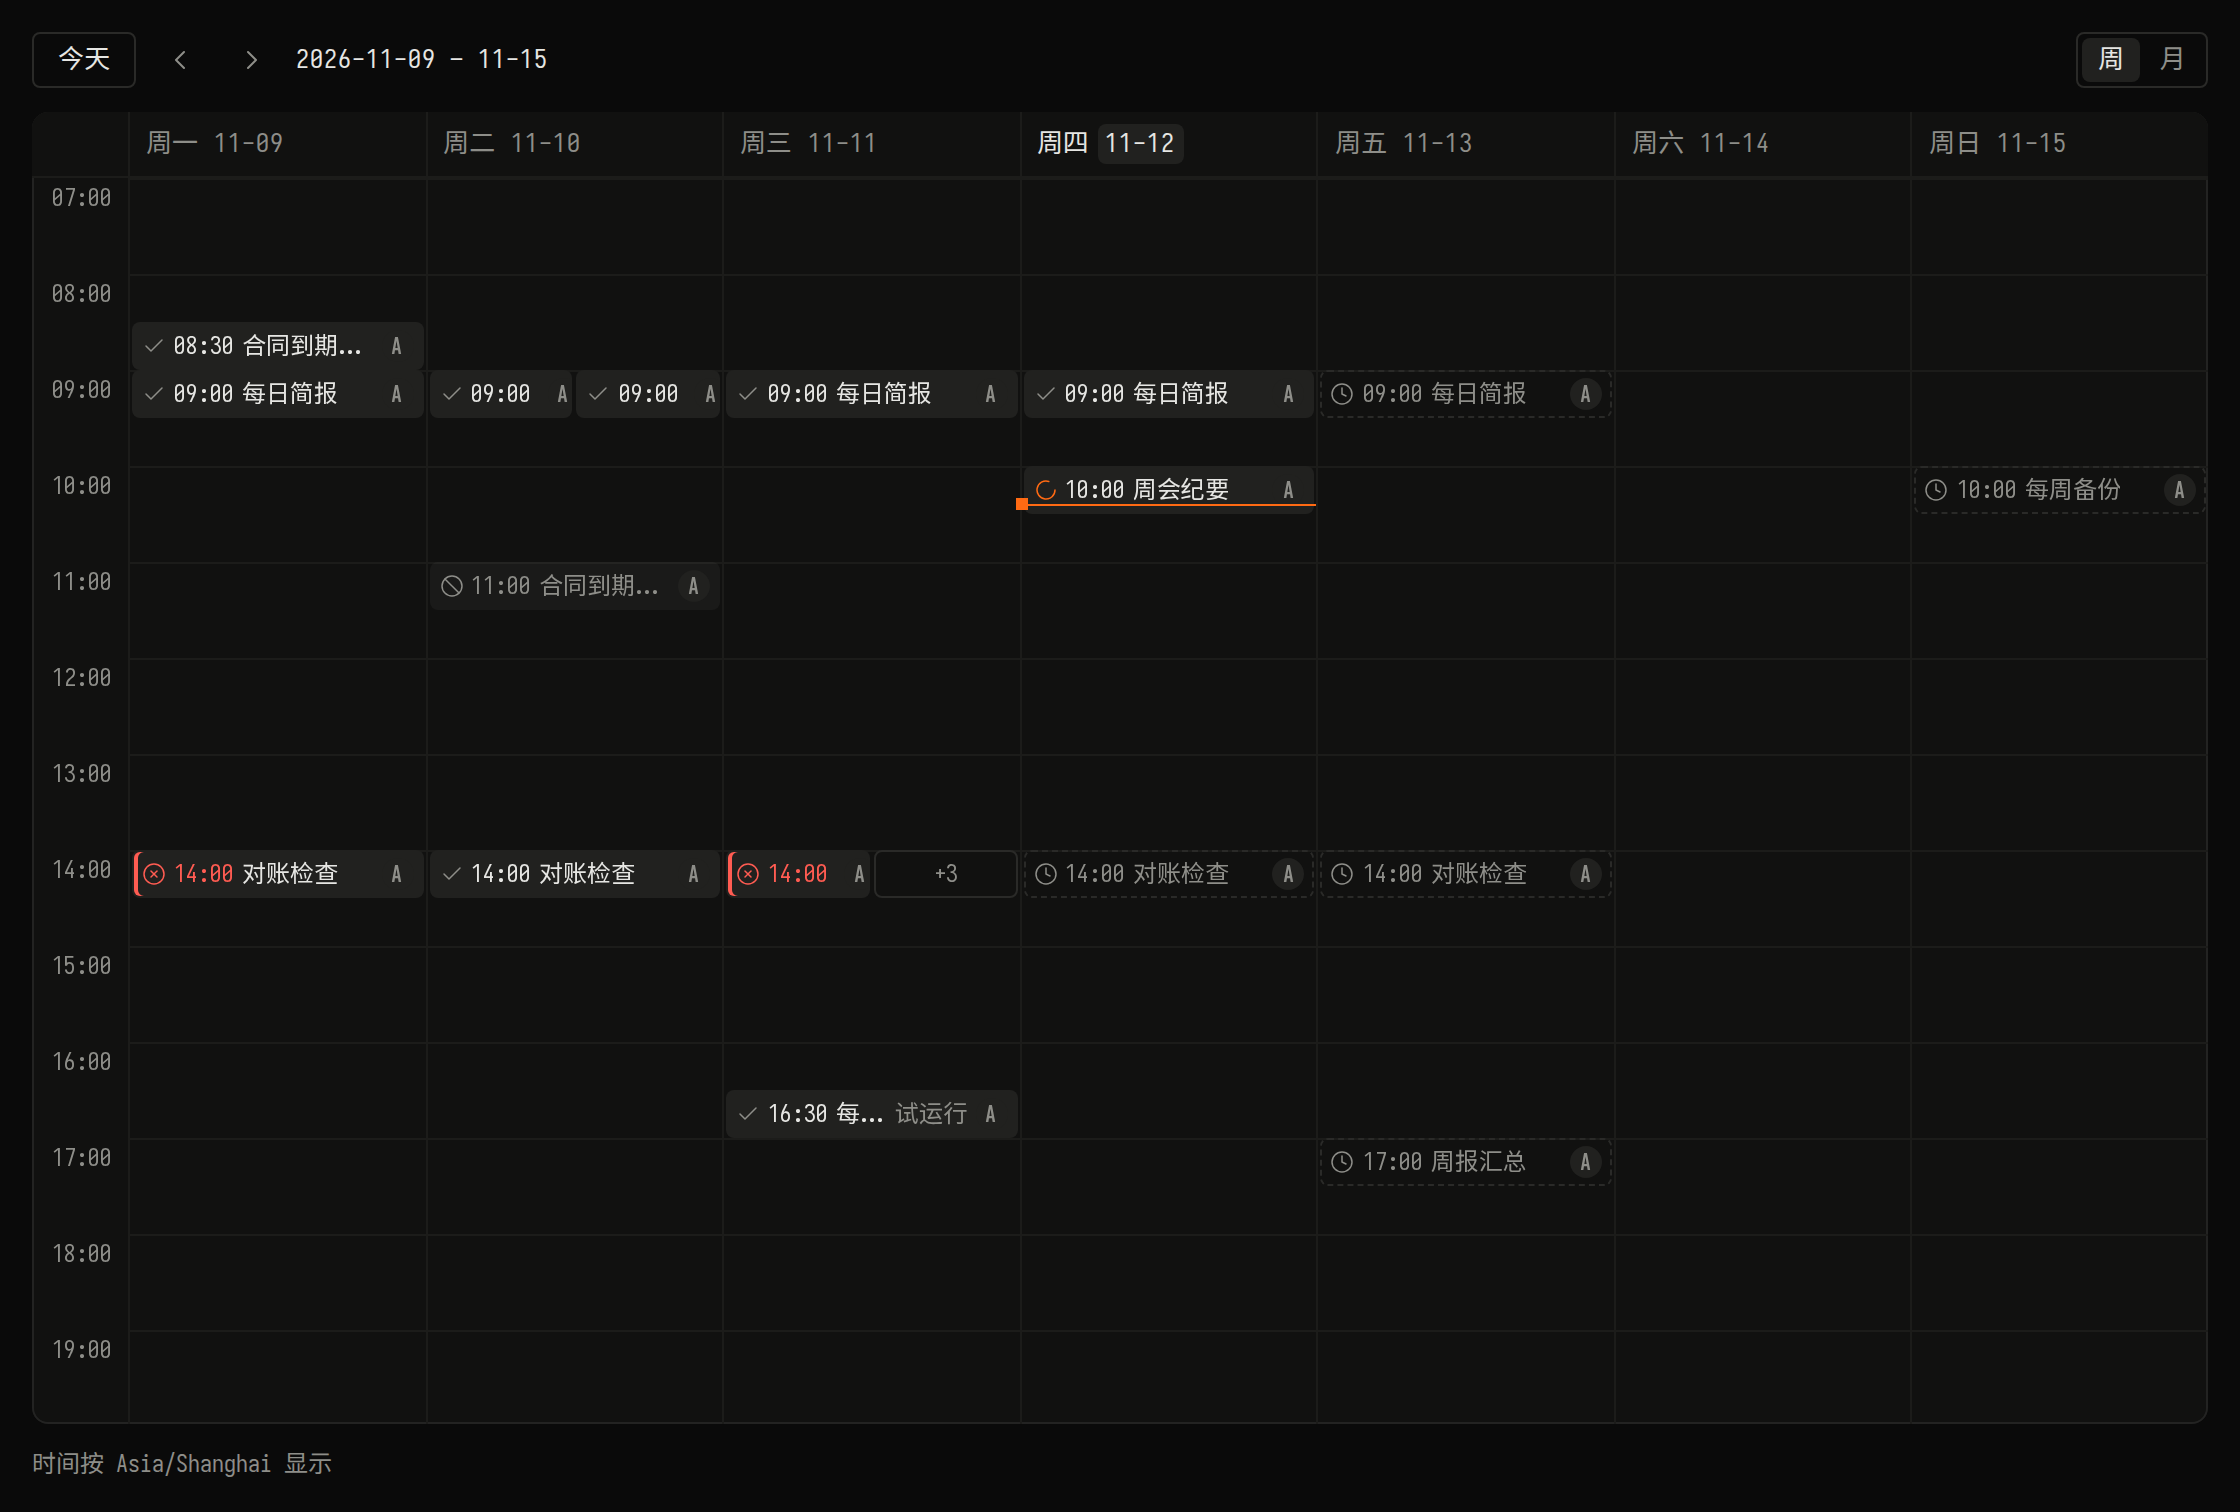 今天 2026-11-09 – 11-15 周 月
周一 11-09 周二 11-10 周三 11-11 周四 11-12 周五 11-13 周六 11-14 周日 11-15
07:00
08:00
08:30 合同到期... A
09:00 09:00 每日简报 A 09:00 A 09:00 A 09:00 每日简报 A 09:00 每日简报 A 09:00 每日简报 A
10:00 10:00 周会纪要 A 10:00 每周备份 A
11:00 11:00 合同到期... A
12:00
13:00
14:00 14:00 对账检查 A 14:00 对账检查 A 14:00 A +3 14:00 对账检查 A 14:00 对账检查 A
15:00
16:00
16:30 每... 试运行 A
17:00 17:00 周报汇总 A
18:00
19:00
时间按 Asia/Shanghai 显示